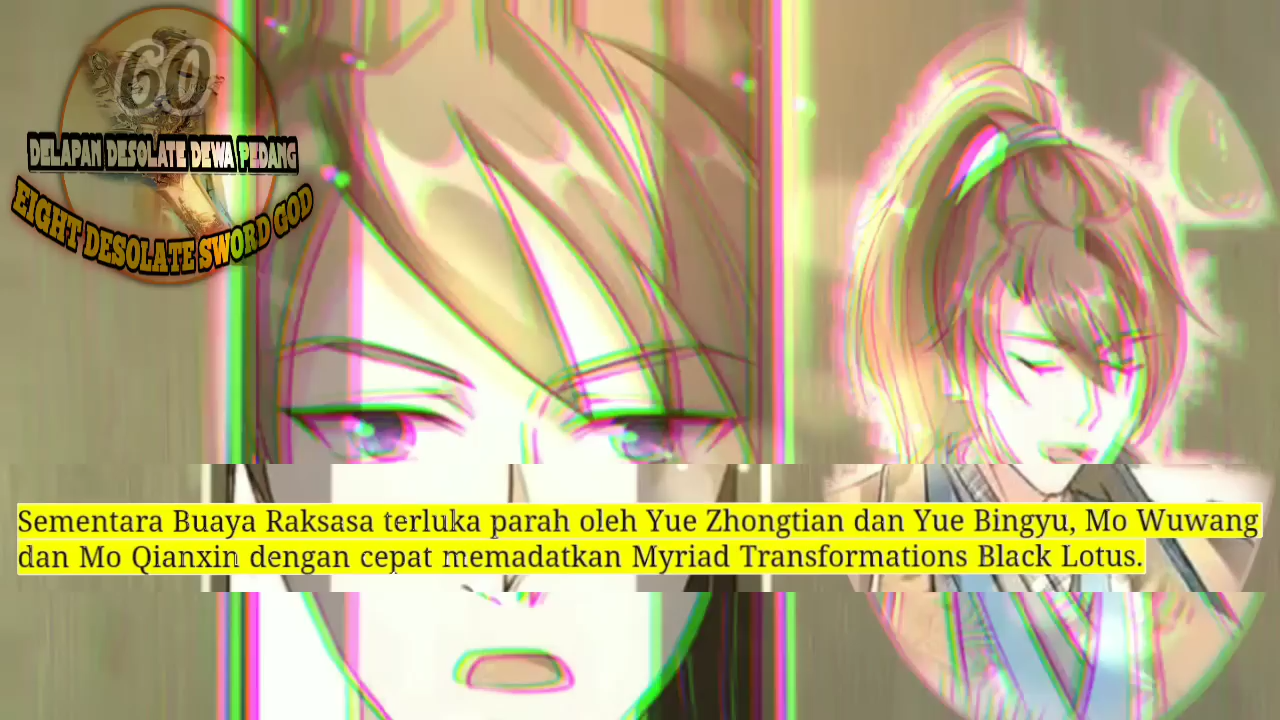 60
DELAPAN DESOLATE DEWA PEDANG
EIGHT DESOLATE SWORD GOD
Sementara Buaya Raksasa terluka parah oleh Yue Zhongtian dan Yue Bingyu, Mo Wuwang
dan Mo Qianxin dengan cepat memadatkan Myriad Transformations Black Lotus.